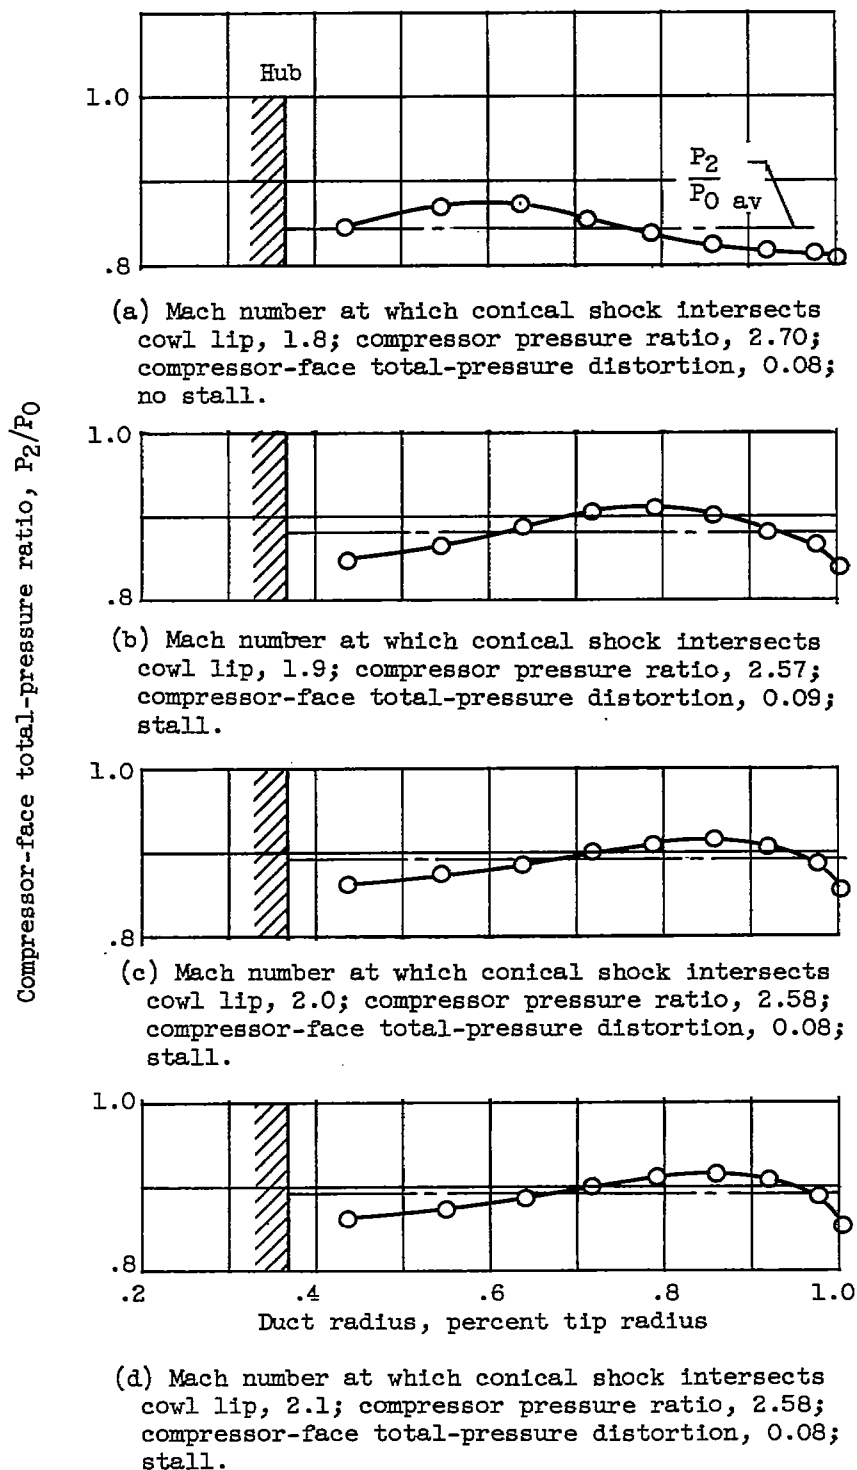 Compressor-face total-pressure ratio, P2/P0
Hub
1.0
P2
P0 av
.8
(a) Mach number at which conical shock intersects
cowl lip, 1.8; compressor pressure ratio, 2.70;
compressor-face total-pressure distortion, 0.08;
no stall.
1.0
.8
(b) Mach number at which conical shock intersects
cowl lip, 1.9; compressor pressure ratio, 2.57;
compressor-face total-pressure distortion, 0.09;
stall.
1.0
.8
(c) Mach number at which conical shock intersects
cowl lip, 2.0; compressor pressure ratio, 2.58;
compressor-face total-pressure distortion, 0.08;
stall.
1.0
.8
.2 .4 .6 .8 1.0
Duct radius, percent tip radius
(d) Mach number at which conical shock intersects
cowl lip, 2.1; compressor pressure ratio, 2.58;
compressor-face total-pressure distortion, 0.08;
stall.